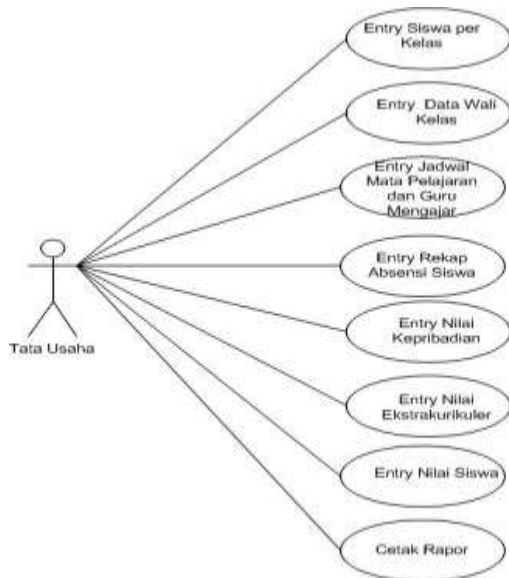 Entry Siswa per
Kelas
Entry Data Wali
Kelas
Entry Jadwal
Mata Pelajaran
dan Guru
Mengajar
Entry Rekap
Absensi Siswa
Tata Usaha
Entry Nilai
Kepribadian
Entry Nilai
Ekstrakurikuler
Entry Nilai Siswa
Cetak Rapor